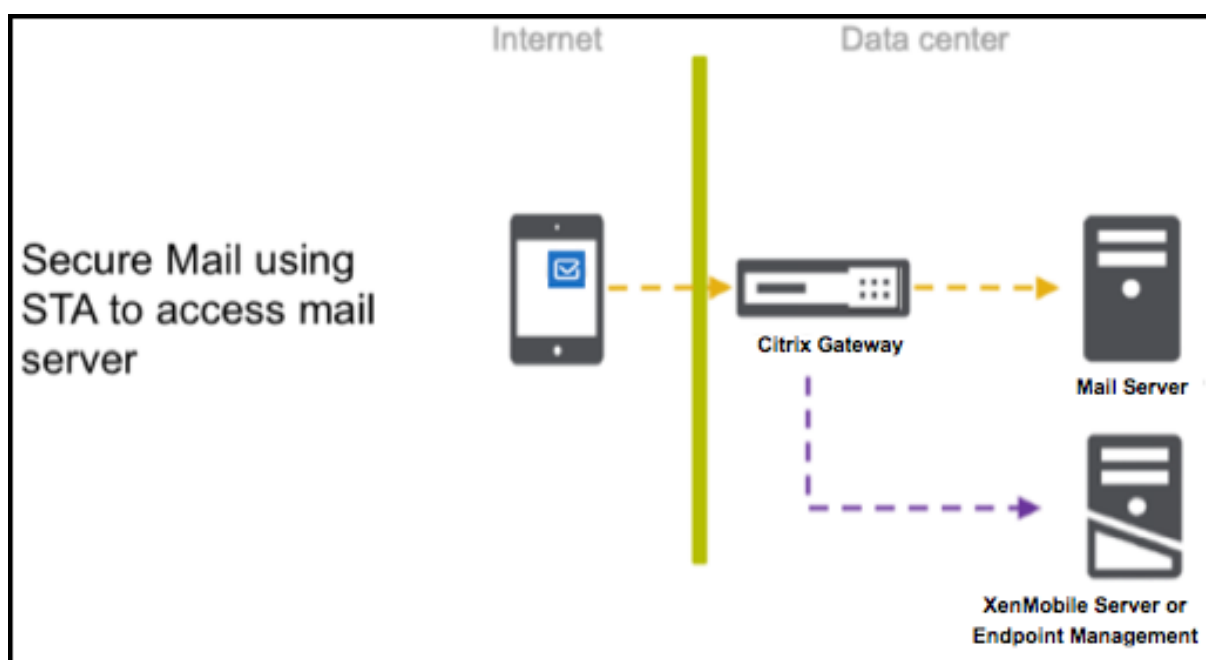 Internet
Data center
Secure Mail using
STA to access mail
server
Citrix Gateway
Mail Server
XenMobile Server or
Endpoint Management